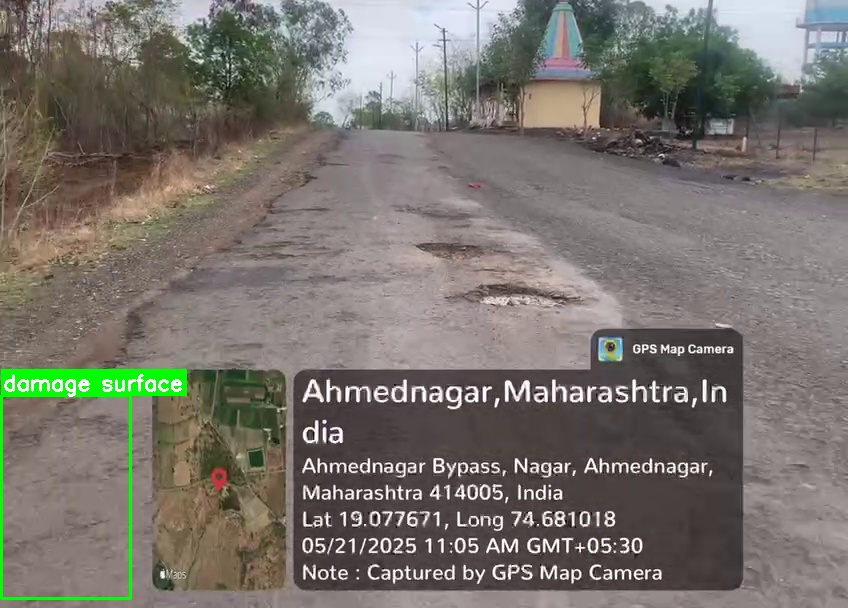 GPS Map Camera
damage surface
Ahmednagar,Maharashtra,In
dia
Ahmednagar Bypass, Nagar, Ahmednagar,
Maharashtra 414005, India
Lat 19.077671, Long 74.681018
05/21/2025 11:05 AM GMT+05:30
Note : Captured by GPS Map Camera
Maps